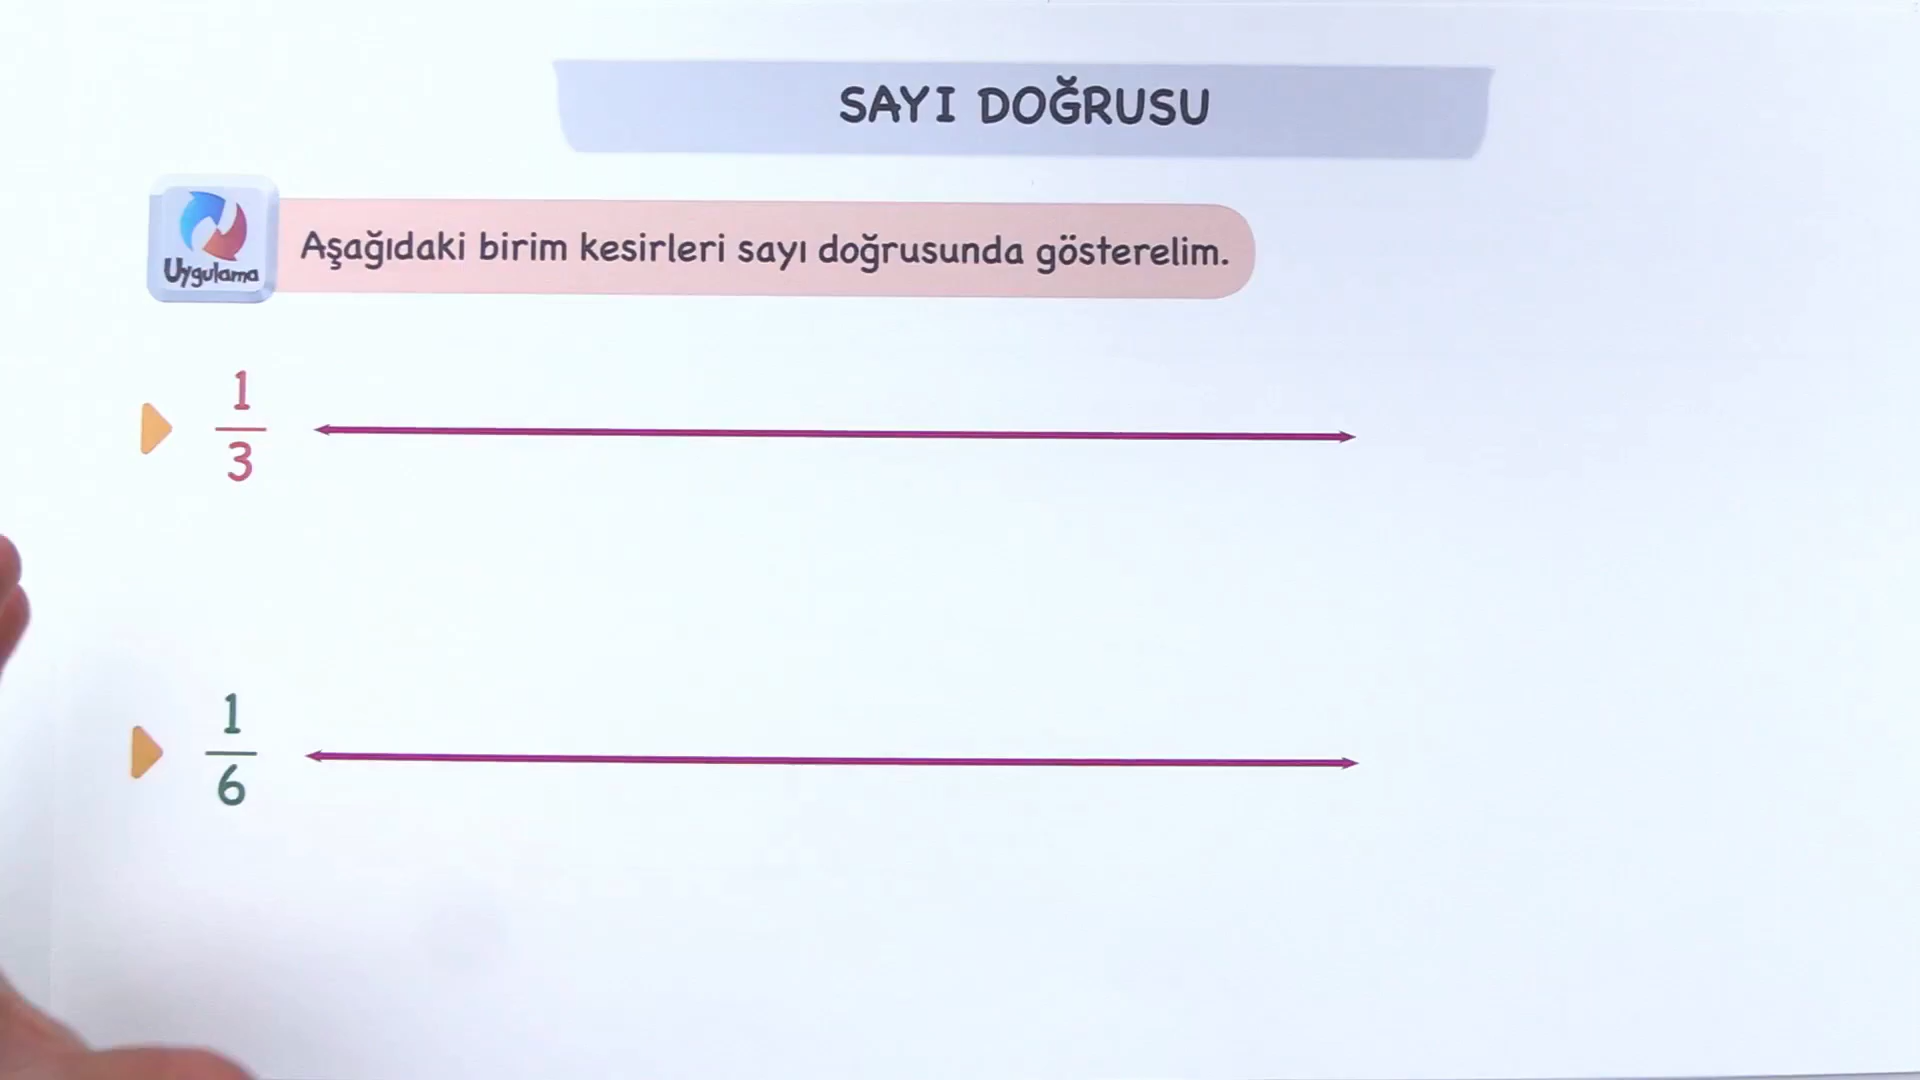 SAYI DOĞRUSU
Uygulama
Aşağıdaki birim kesirleri sayı doğrusunda gösterelim.
1
3
1
6